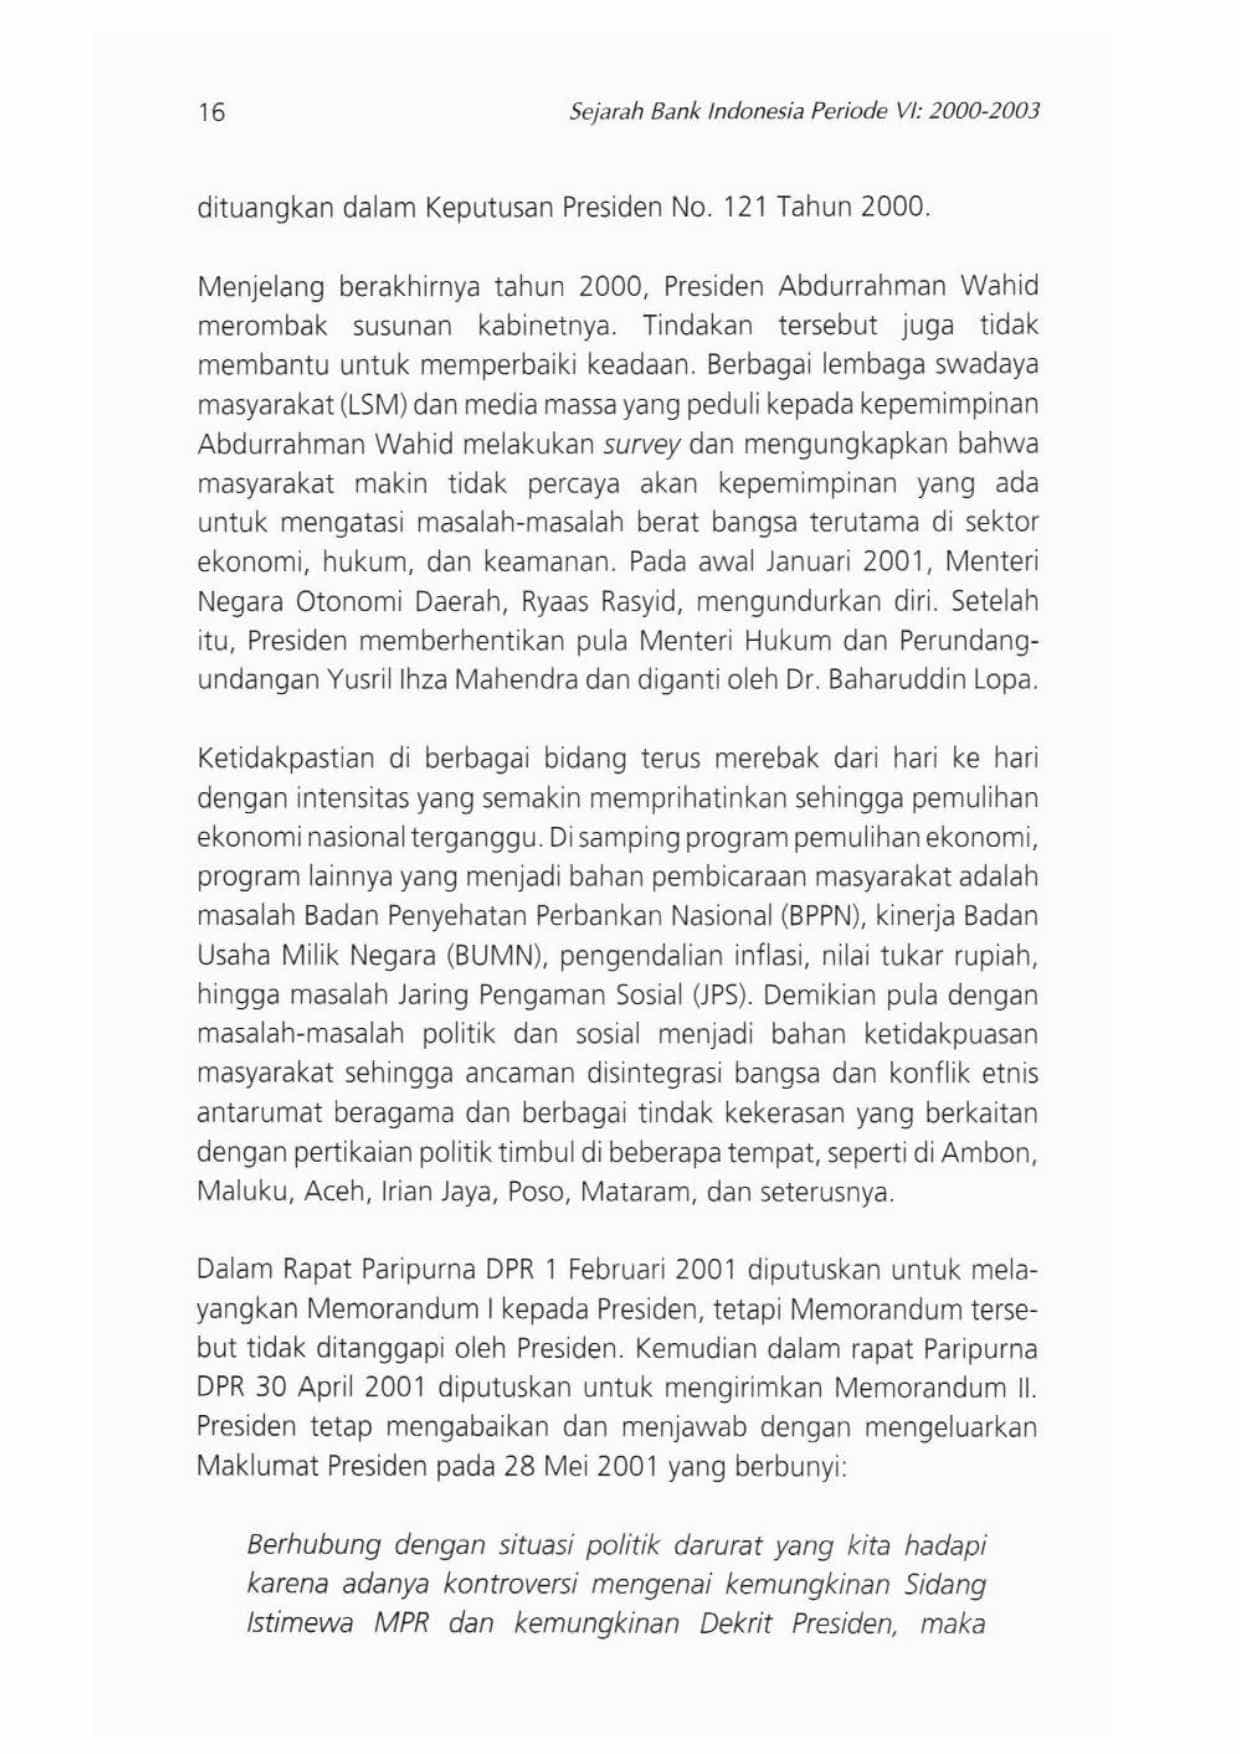 16
Sejarah Bank Indonesia Periode VI: 2000-2003
dituangkan dalam Keputusan Presiden No. 121 Tahun 2000.
Menjelang berakhirnya tahun 2000, Presiden Abdurrahman Wahid
merombak susunan kabinetnya. Tindakan tersebut juga tidak
membantu untuk memperbaiki keadaan. Berbagai lembaga swadaya
masyarakat (LSM) dan media massa yang peduli kepada kepemimpinan
Abdurrahman Wahid melakukan survey dan mengungkapkan bahwa
masyarakat makin tidak percaya akan kepemimpinan yang ada
untuk mengatasi masalah-masalah berat bangsa terutama di sektor
ekonomi, hukum, dan keamanan. Pada awal Januari 2001, Menteri
Negara Otonomi Daerah, Ryaas Rasyid, mengundurkan diri. Setelah
itu, Presiden memberhentikan pula Menteri Hukum dan Perundang-
undangan Yusril Ihza Mahendra dan diganti oleh Dr. Baharuddin Lopa.
Ketidakpastian di berbagai bidang terus merebak dari hari ke hari
dengan intensitas yang semakin memprihatinkan sehingga pemulihan
ekonomi nasional terganggu. Di samping program pemulihan ekonomi,
program lainnya yang menjadi bahan pembicaraan masyarakat adalah
masalah Badan Penyehatan Perbankan Nasional (BPPN), kinerja Badan
Usaha Milik Negara (BUMN), pengendalian inflasi, nilai tukar rupiah,
hingga masalah Jaring Pengaman Sosial (JPS). Demikian pula dengan
masalah-masalah politik dan sosial menjadi bahan ketidakpuasan
masyarakat sehingga ancaman disintegrasi bangsa dan konflik etnis
antarumat beragama dan berbagai tindak kekerasan yang berkaitan
dengan pertikaian politik timbul di beberapa tempat, seperti di Ambon,
Maluku, Aceh, Irian Jaya, Poso, Mataram, dan seterusnya.
Dalam Rapat Paripurna DPR 1 Februari 2001 diputuskan untuk mela-
yangkan Memorandum I kepada Presiden, tetapi Memorandum terse-
but tidak ditanggapi oleh Presiden. Kemudian dalam rapat Paripurna
DPR 30 April 2001 diputuskan untuk mengirimkan Memorandum II.
Presiden tetap mengabaikan dan menjawab dengan mengeluarkan
Maklumat Presiden pada 28 Mei 2001 yang berbunyi:
Berhubung dengan situasi politik darurat yang kita hadapi
karena adanya kontroversi mengenai kemungkinan Sidang
Istimewa MPR dan kemungkinan Dekrit Presiden, maka